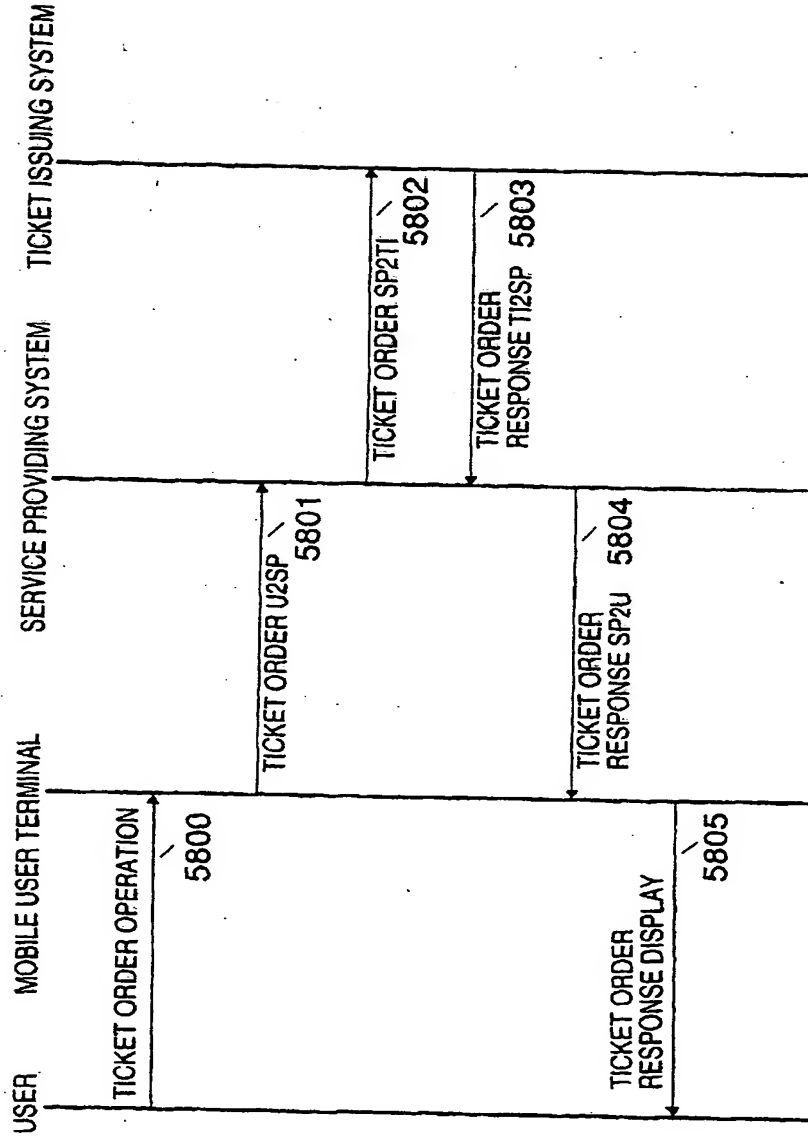 USER
MOBILE USER TERMINAL
SERVICE PROVIDING SYSTEM
TICKET ISSUING SYSTEM
TICKET ORDER OPERATION
5800
TICKET ORDER U2SP
5801
TICKET ORDER SP2TI
5802
TICKET ORDER
RESPONSE TI2SP
5803
TICKET ORDER
RESPONSE SP2U
5804
TICKET ORDER
RESPONSE DISPLAY
5805